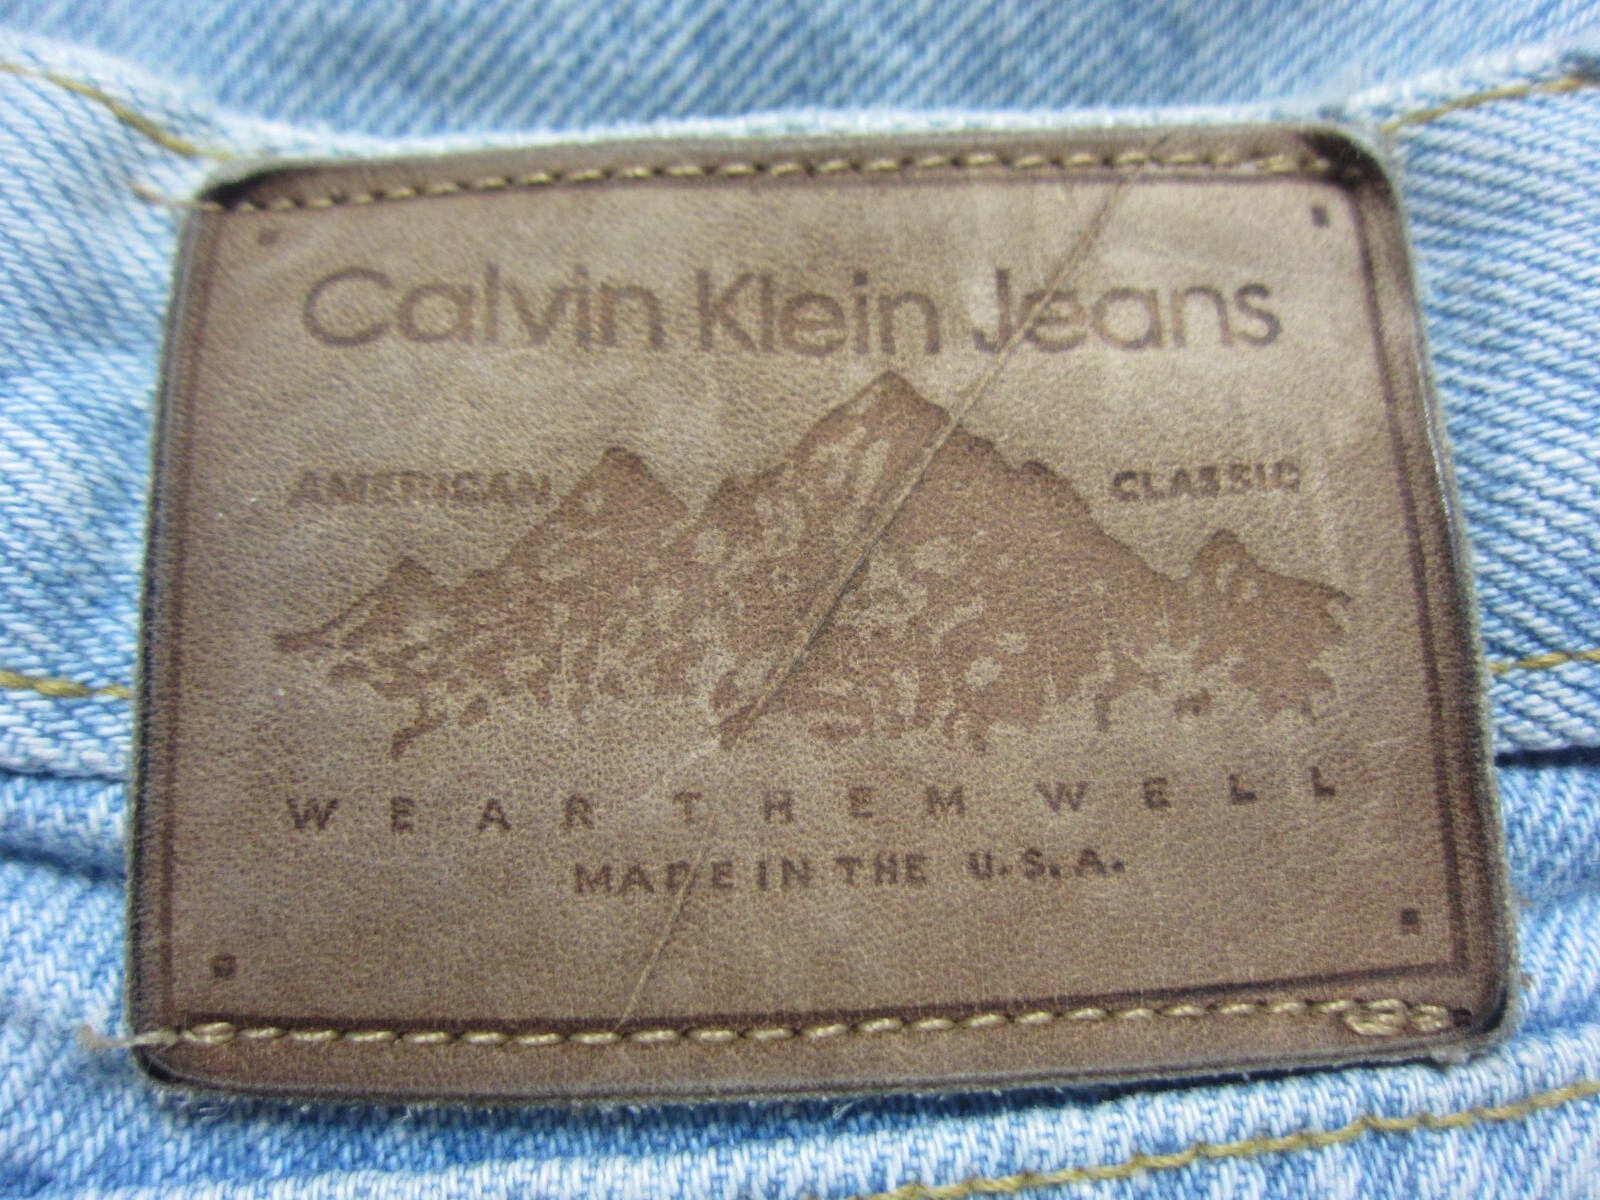 Calvin Klein Jeans
AMERICAN CLASSIC
WEAR THEM WELL
MADE IN THE U.S.A.